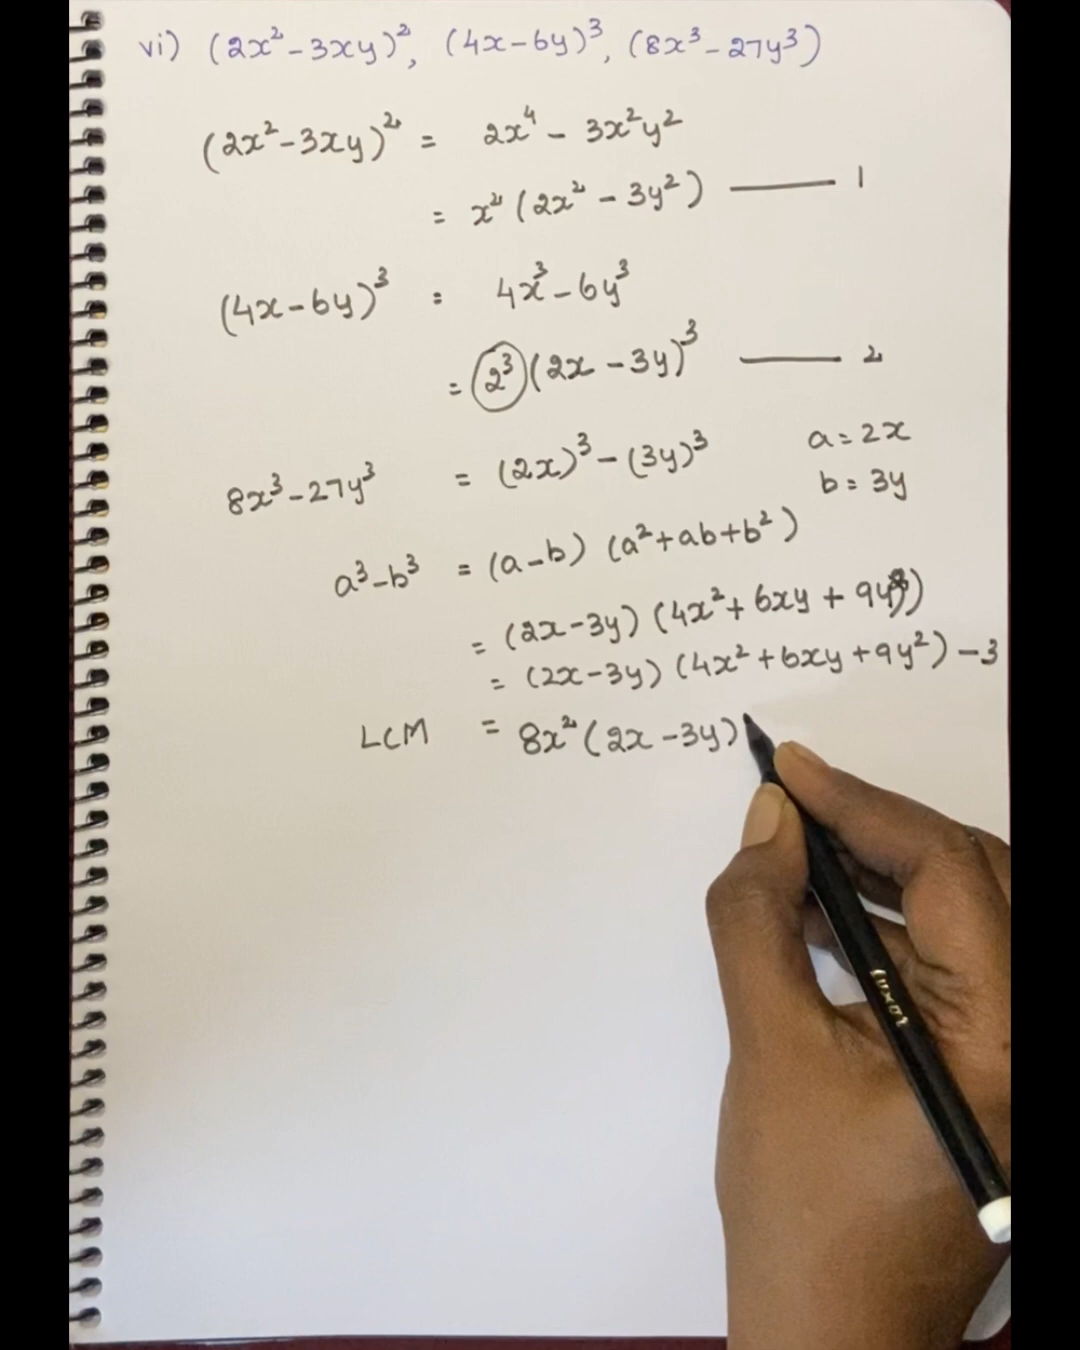 vi) (2x² - 3xy)², (4x - 6y)³, (8x³ - 27y³)
(2x² - 3xy)² = 2x⁴ - 3x²y²
= x²(2x² - 3y²) —— 1
(4x - 6y)³ = 4x³ - 6y³
= 2³(2x - 3y)³ —— 2
8x³ - 27y³ = (2x)³ - (3y)³ a = 2x
b = 3y
a³ - b³ = (a - b) (a² + ab + b²)
= (2x - 3y) (4x² + 6xy + 9y²)
= (2x - 3y) (4x² + 6xy + 9y²) - 3
LCM = 8x²(2x - 3y)
Luxor